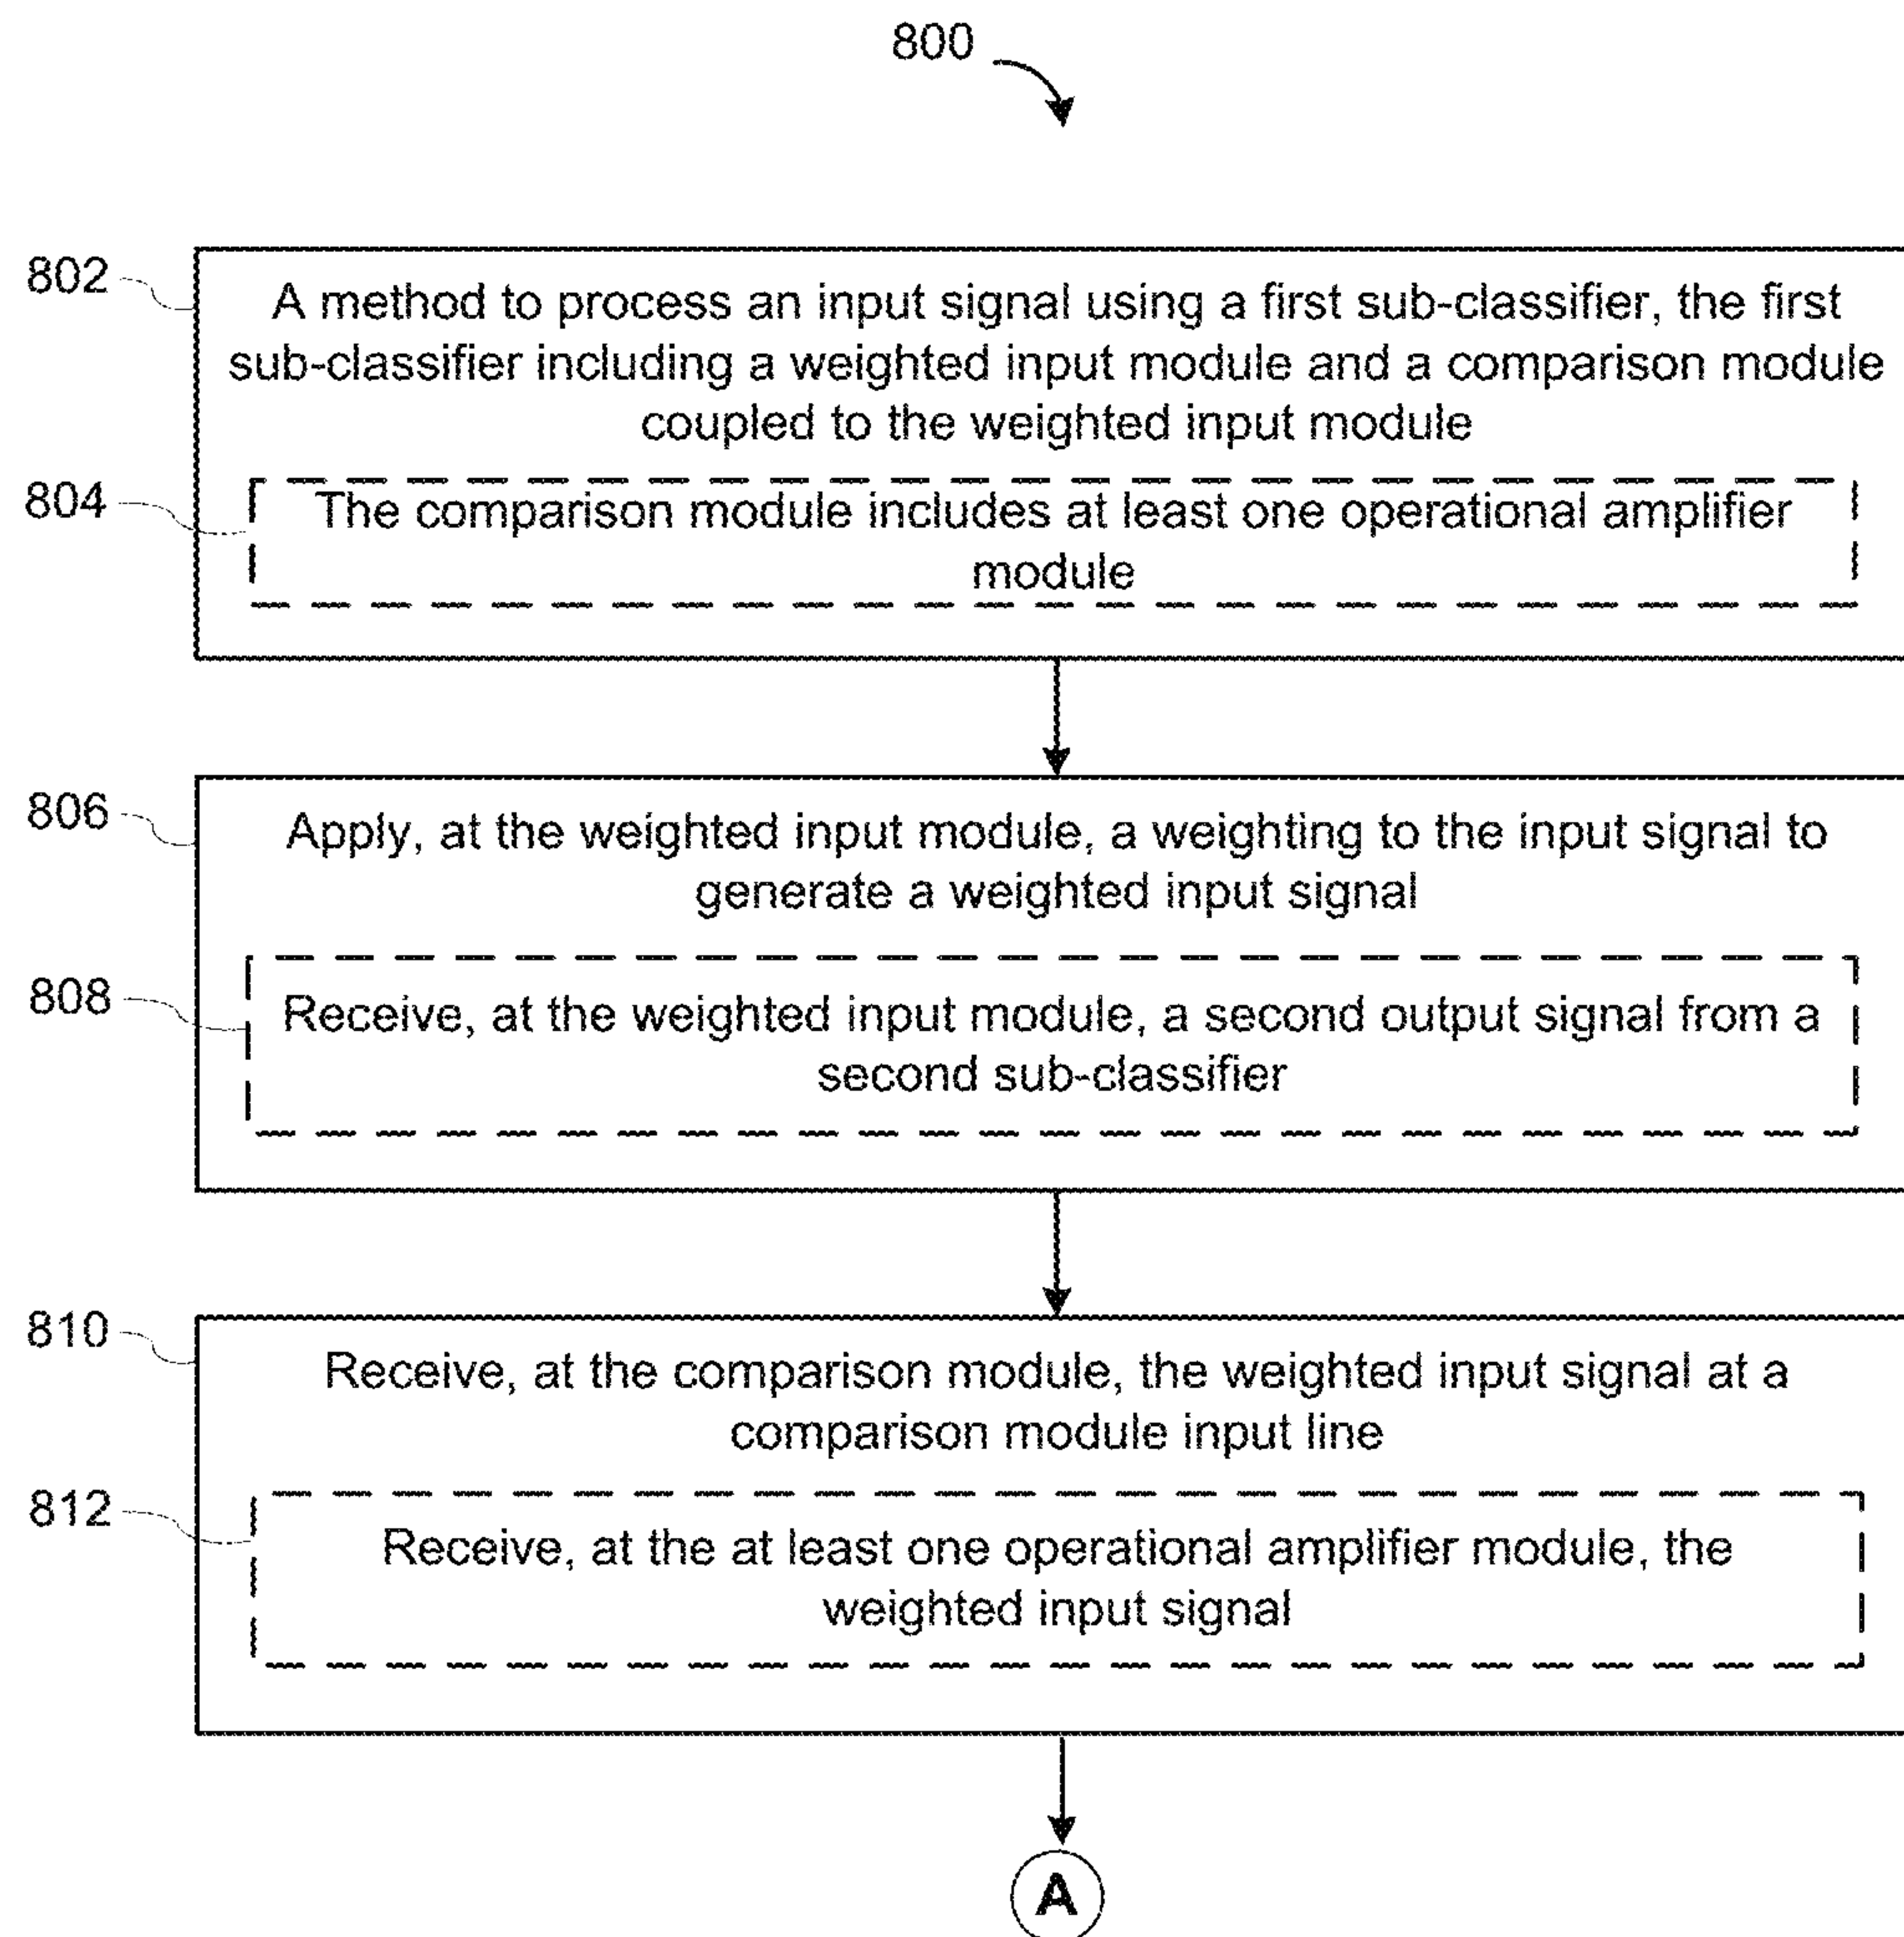 800
802
A method to process an input signal using a first sub-classifier, the first
sub-classifier including a weighted input module and a comparison module
coupled to the weighted input module
804
The comparison module includes at least one operational amplifier
module
806
Apply, at the weighted input module, a weighting to the input signal to
generate a weighted input signal
808
Receive, at the weighted input module, a second output signal from a
second sub-classifier
810
Receive, at the comparison module, the weighted input signal at a
comparison module input line
812
Receive, at the at least one operational amplifier module, the
weighted input signal
A